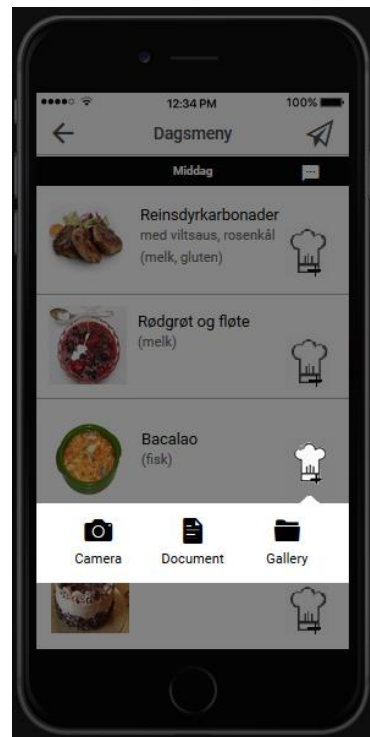 12:34 PM
100%
Dagsmeny
Middag
Reinsdyrkarbonader
med viltsaus, rosenkål
(melk, gluten)
Rødgrøt og fløte
(melk)
Bacalao
(fisk)
Camera
Document
Gallery